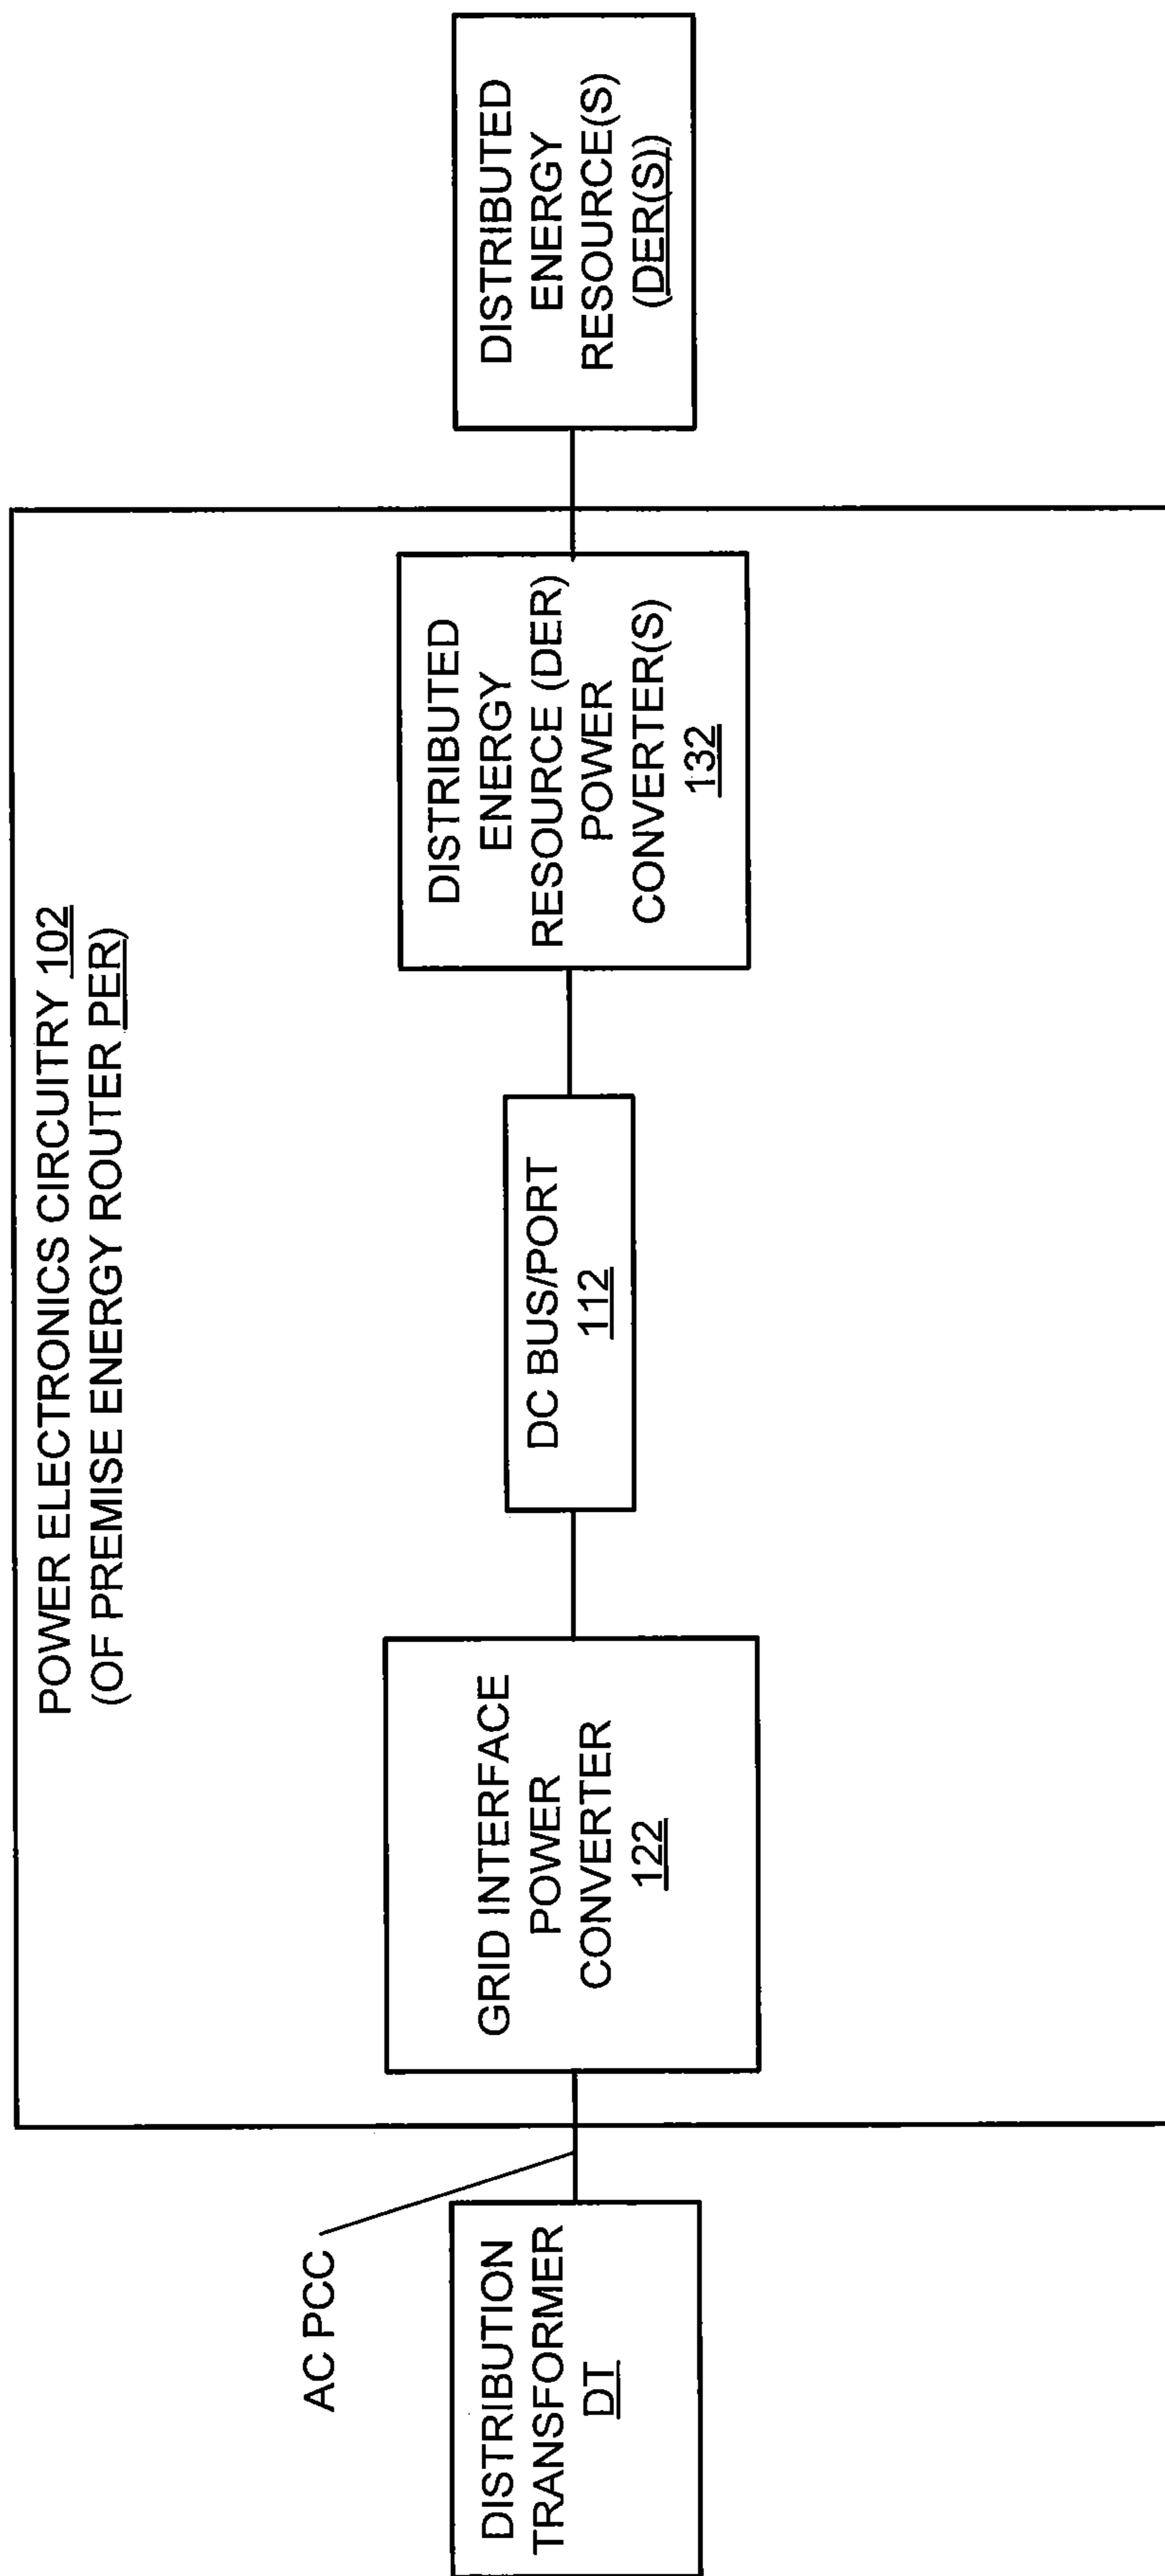 POWER ELECTRONICS CIRCUITRY 102
(OF PREMISE ENERGY ROUTER PER)
AC PCC
DISTRIBUTION
TRANSFORMER
DT
GRID INTERFACE
POWER
CONVERTER
122
DC BUS/PORT
112
DISTRIBUTED
ENERGY
RESOURCE (DER)
POWER
CONVERTER(S)
132
DISTRIBUTED
ENERGY
RESOURCE(S)
(DER(S))